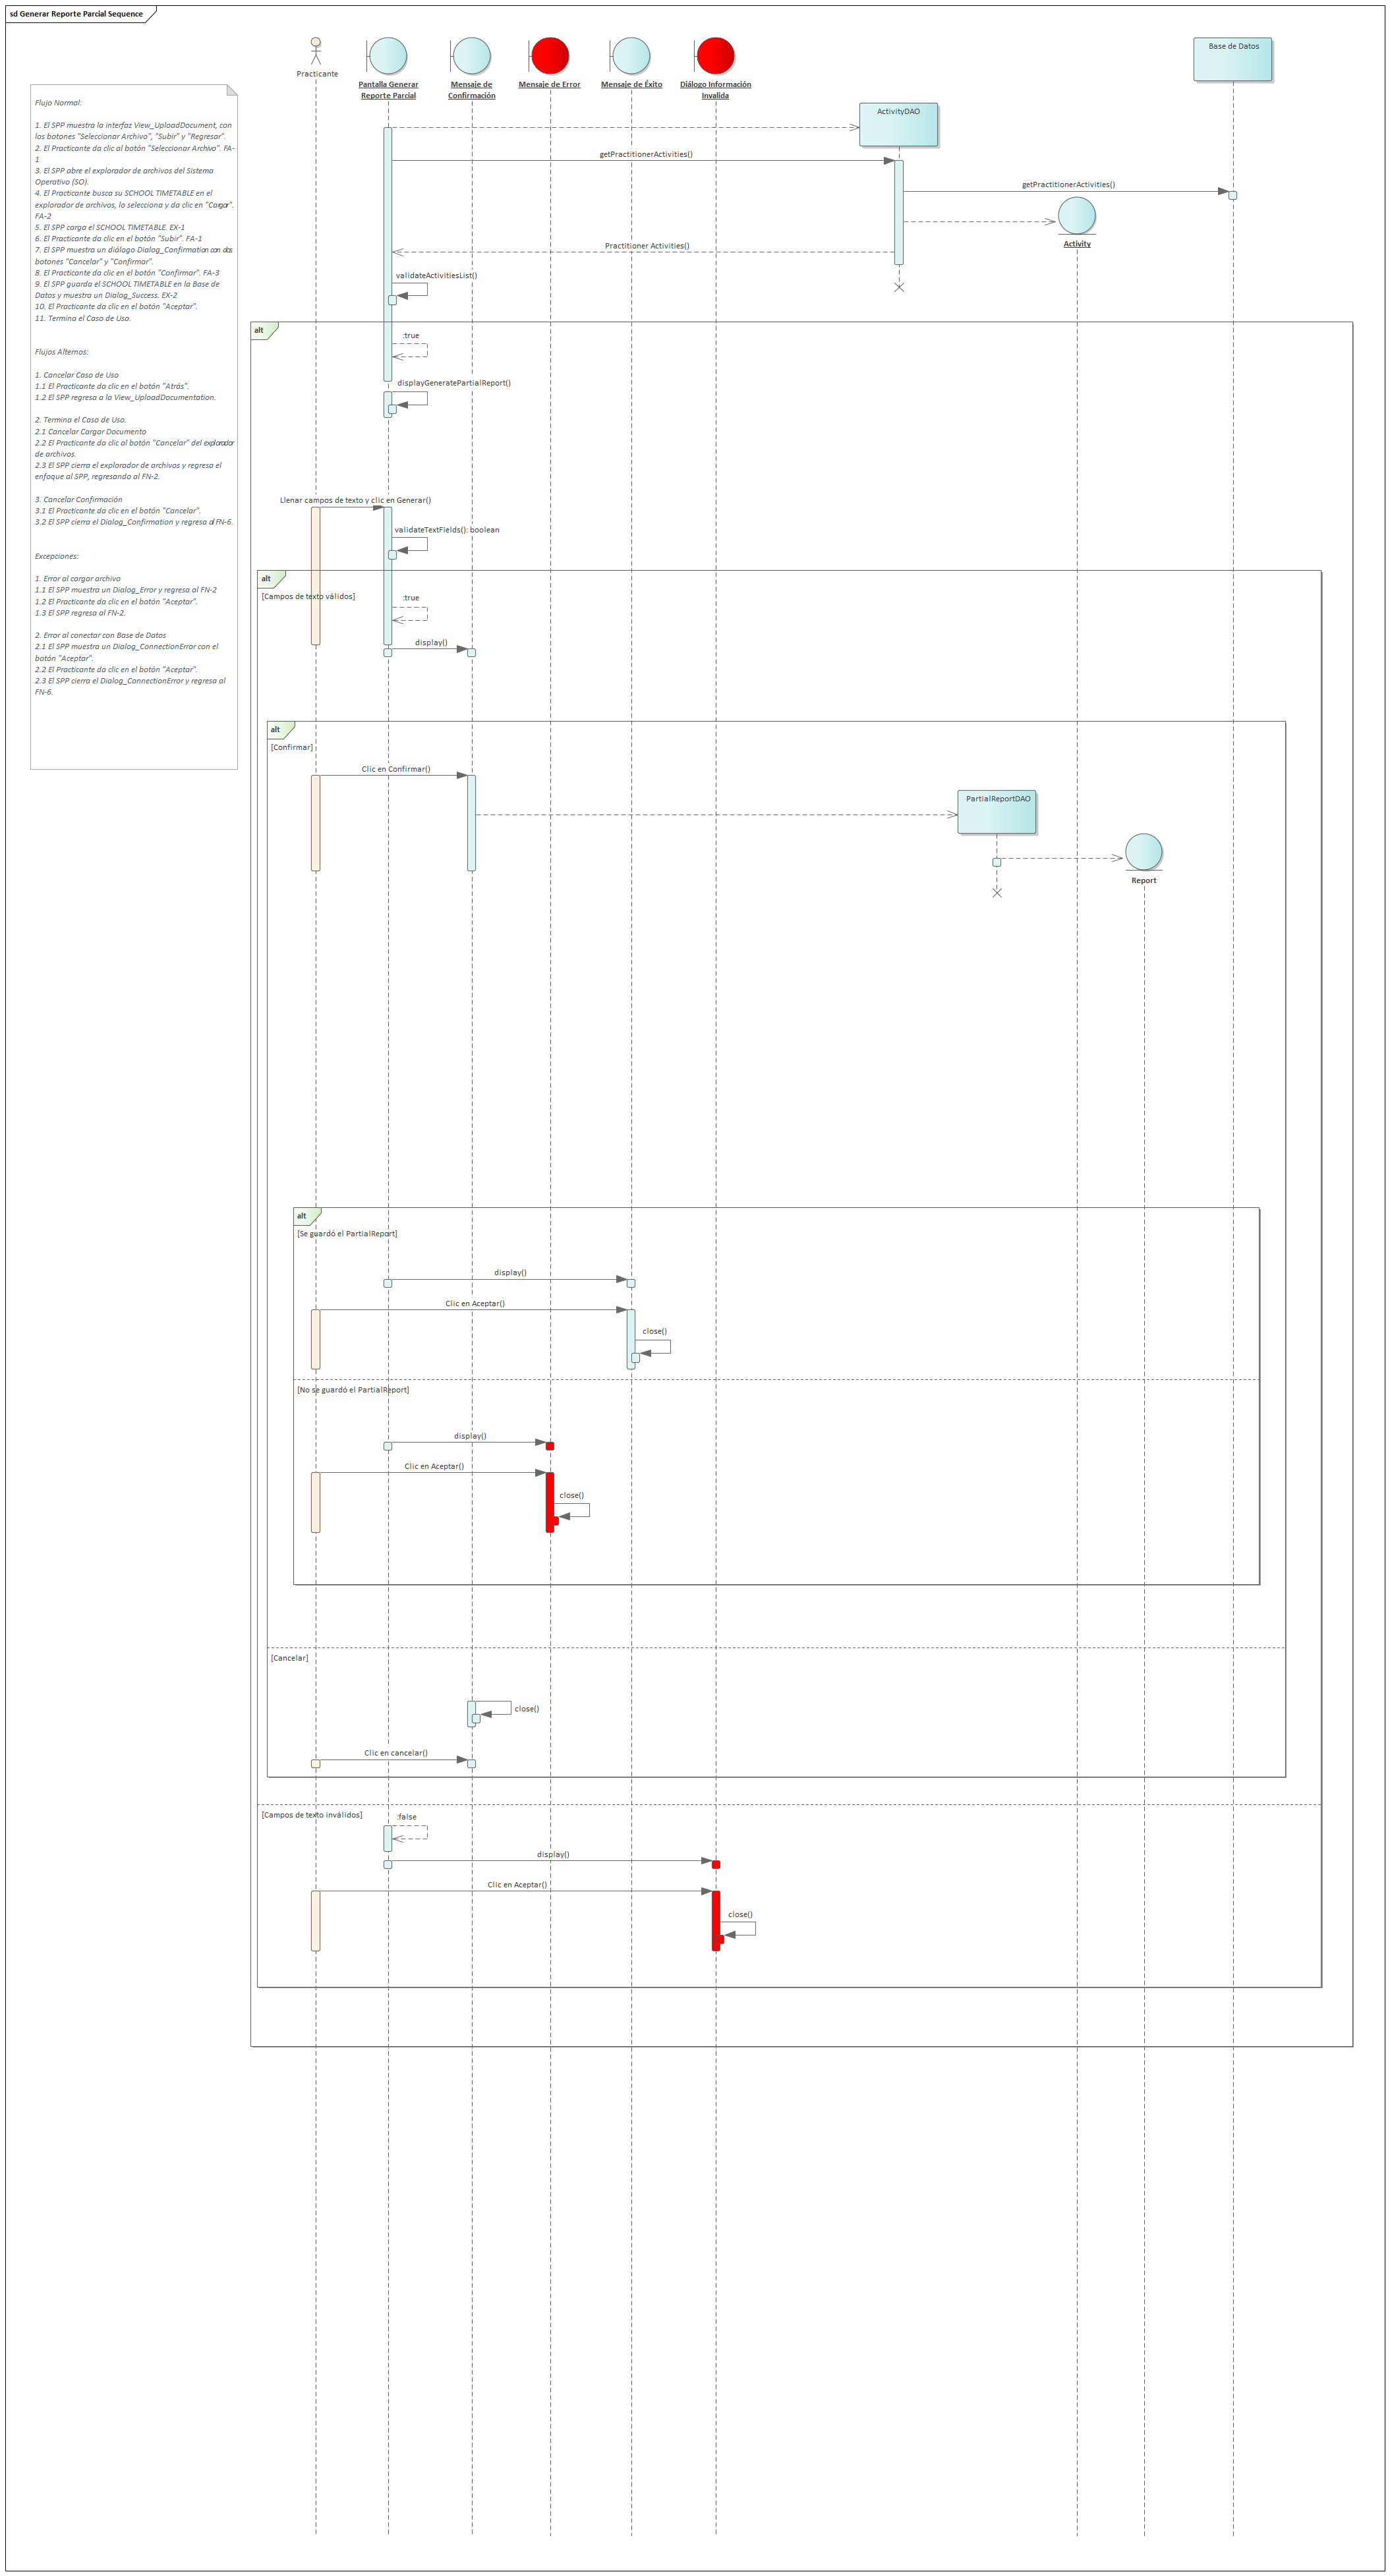 sd Generar Reporte Parcial Sequence
Practicante
Pantalla Generar
Reporte Parcial
Mensaje de
Confirmación
Mensaje de Error
Mensaje de Éxito
Diálogo Información
Invalida
Base de Datos
Flujo Normal:
1. El SPP muestra la interfaz View_UploadDocument, con
los botones "Seleccionar Archivo", "Subir" y "Regresar".
2. El Practicante da clic al botón "Seleccionar Archivo". FA-
1
3. El SPP abre el explorador de archivos del Sistema
Operativo (SO).
4. El Practicante busca su SCHOOL TIMETABLE en el
explorador de archivos, lo selecciona y da clic en "Cargar".
FA-2
5. El SPP carga el SCHOOL TIMETABLE. EX-1
6. El Practicante da clic en el botón "Subir". FA-1
7. El SPP muestra un diálogo Dialog_Confirmation con dos
botones "Cancelar" y "Confirmar".
8. El Practicante da clic en el botón "Confirmar". FA-3
9. El SPP guarda el SCHOOL TIMETABLE en la Base de
Datos y muestra un Dialog_Success. EX-2
10. El Practicante da clic en el botón "Aceptar".
11. Termina el Caso de Uso.
Flujos Alternos:
1. Cancelar Caso de Uso
1.1 El Practicante da clic en el botón "Atrás".
1.2 El SPP regresa a la View_UploadDocumentation.
2. Termina el Caso de Uso.
2.1 Cancelar Cargar Documento
2.2 El Practicante da clic al botón "Cancelar" del explorador
de archivos.
2.3 El SPP cierra el explorador de archivos y regresa el
enfoque al SPP, regresando al FN-2.
3. Cancelar Confirmación
3.1 El Practicante da clic en el botón "Cancelar".
3.2 El SPP cierra el Dialog_Confirmation y regresa al FN-6.
Excepciones:
1. Error al cargar archivo
1.1 El SPP muestra un Dialog_Error y regresa al FN-2
1.2 El Practicante da clic en el botón "Aceptar".
1.3 El SPP regresa al FN-2.
2. Error al conectar con Base de Datos
2.1 El SPP muestra un Dialog_ConnectionError con el
botón "Aceptar".
2.2 El Practicante da clic en el botón "Aceptar".
2.3 El SPP cierra el Dialog_ConnectionError y regresa al
FN-6.
ActivityDAO
getPractitionerActivities()
getPractitionerActivities()
Activity
Practitioner Activities()
validateActivitiesList()
alt
:true
displayGeneratePartialReport()
Llenar campos de texto y clic en Generar()
validateTextFields(): boolean
alt
[Campos de texto válidos]
:true
display()
alt
[Confirmar]
Clic en Confirmar()
PartialReportDAO
Report
alt
[Se guardó el PartialReport]
display()
Clic en Aceptar()
close()
[No se guardó el PartialReport]
display()
Clic en Aceptar()
close()
[Cancelar]
close()
Clic en cancelar()
[Campos de texto inválidos]
:false
display()
Clic en Aceptar()
close()